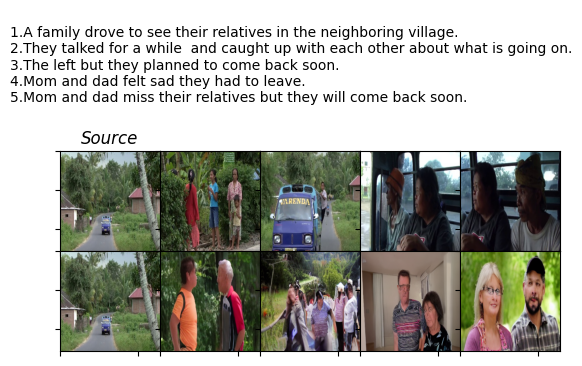 1.A family drove to see their relatives in the neighboring village.
2.They talked for a while  and caught up with each other about what is going on.
3.The left but they planned to come back soon.
4.Mom and dad felt sad they had to leave.
5.Mom and dad miss their relatives but they will come back soon.
Source